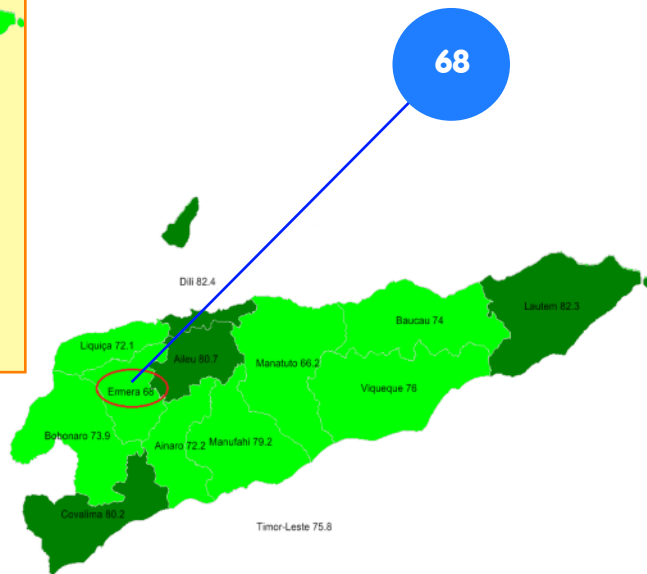 68
Dili 82.4
Lautem 82.3
Baucau 74
Liquiça 72.1
Aileu 80.7
Manatuto 66.2
Ermera 68
Viqueque 76
Bobonaro 73.9
Ainaro 72.2
Manufahi 79.2
Covalima 80.2
Timor-Leste 75.8